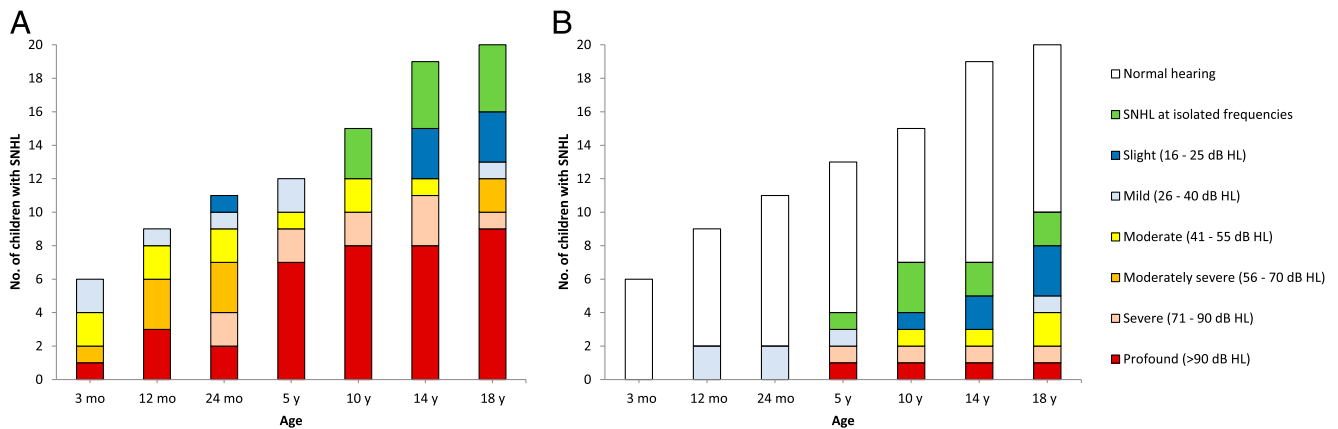 A
No. of children with SNHL
20
18
16
14
12
10
8
6
4
2
0
3 mo 12 mo 24 mo 5 y 10 y 14 y 18 y
Age
B
No. of children with SNHL
20
18
16
14
12
10
8
6
4
2
0
3 mo 12 mo 24 mo 5 y 10 y 14 y 18 y
Age
Normal hearing
SNHL at isolated frequencies
Slight (16 - 25 dB HL)
Mild (26 - 40 dB HL)
Moderate (41 - 55 dB HL)
Moderately severe (56 - 70 dB HL)
Severe (71 - 90 dB HL)
Profound (>90 dB HL)